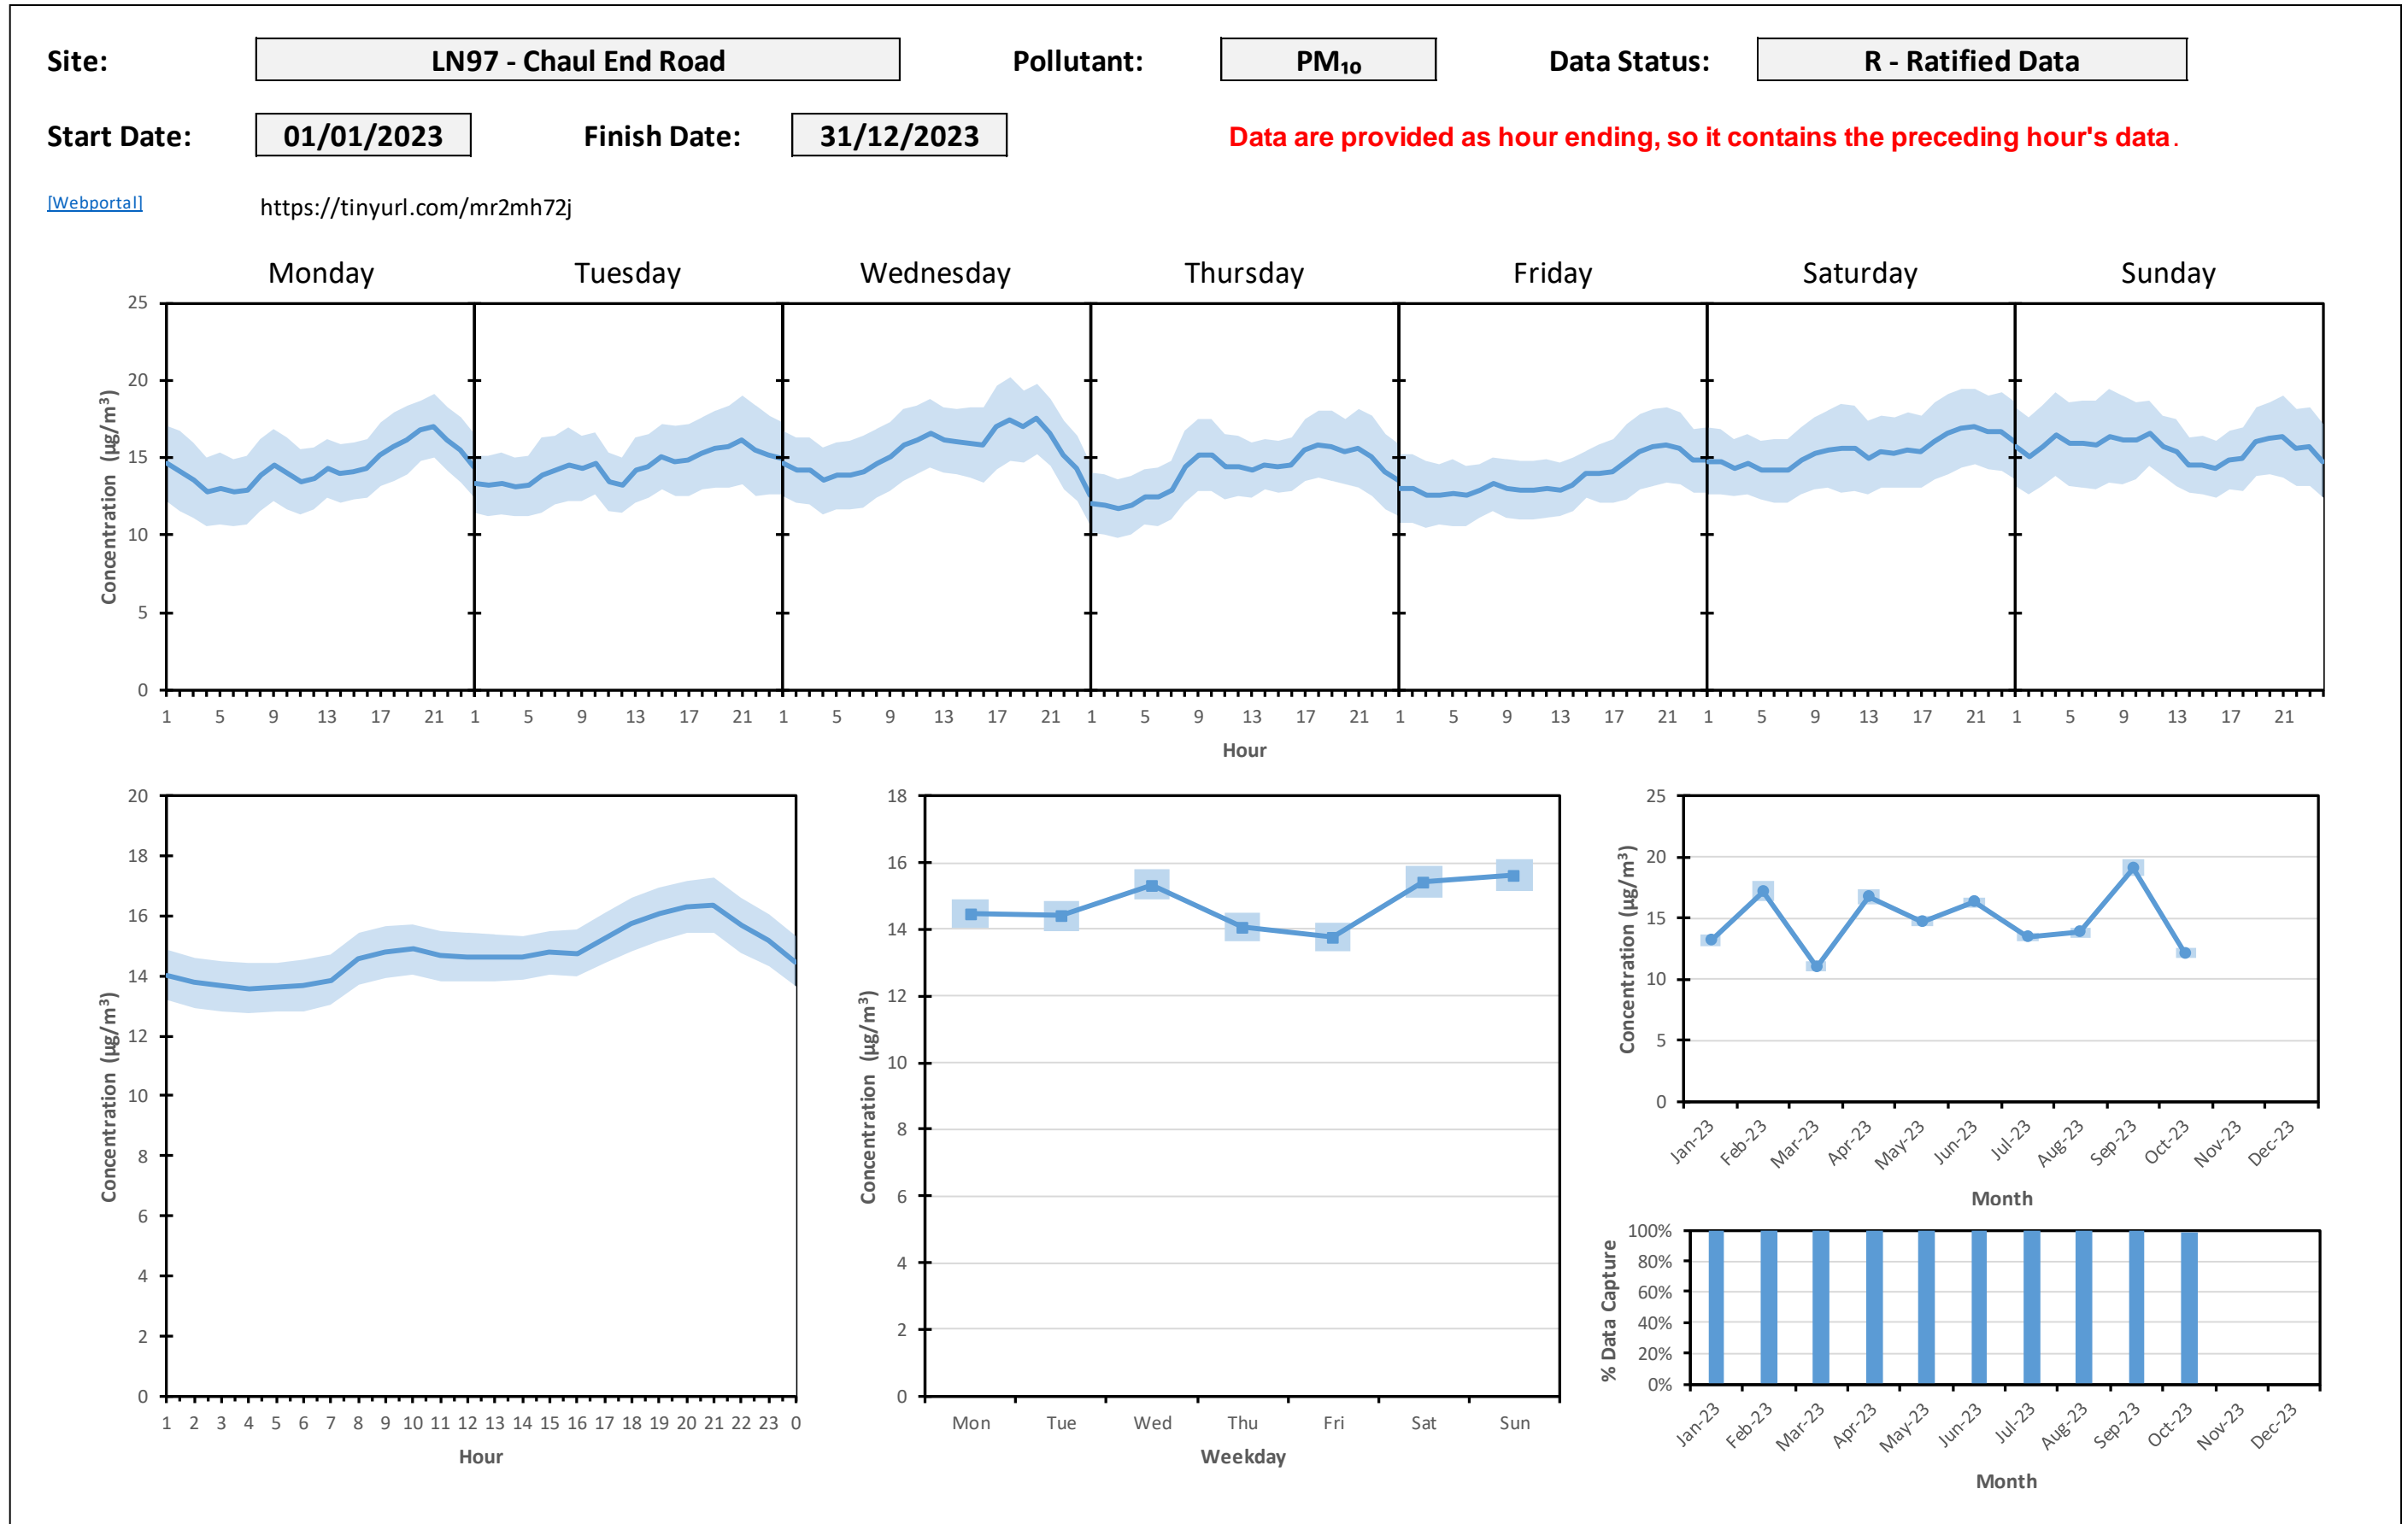 Site: LN97 - Chaul End Road Pollutant: PM₁₀ Data Status: R - Ratified Data
Start Date: 01/01/2023 Finish Date: 31/12/2023 Data are provided as hour ending, so it contains the preceding hour's data.
[Webportal] https://tinyurl.com/mr2mh72j
Monday Tuesday Wednesday Thursday Friday Saturday Sunday
Concentration (µg/m³)
25
20
15
10
5
0
1 5 9 13 17 21 1 5 9 13 17 21 1 5 9 13 17 21 1 5 9 13 17 21 1 5 9 13 17 21 1 5 9 13 17 21 1 5 9 13 17 21
Hour
Concentration (µg/m³)
20
18
16
14
12
10
8
6
4
2
0
1 2 3 4 5 6 7 8 9 10 11 12 13 14 15 16 17 18 19 20 21 22 23 0
Hour
Concentration (µg/m³)
18
16
14
12
10
8
6
4
2
0
Mon Tue Wed Thu Fri Sat Sun
Weekday
Concentration (µg/m³)
25
20
15
10
5
0
Jan-23 Feb-23 Mar-23 Apr-23 May-23 Jun-23 Jul-23 Aug-23 Sep-23 Oct-23 Nov-23 Dec-23
Month
% Data Capture
100%
80%
60%
40%
20%
0%
Jan-23 Feb-23 Mar-23 Apr-23 May-23 Jun-23 Jul-23 Aug-23 Sep-23 Oct-23 Nov-23 Dec-23
Month